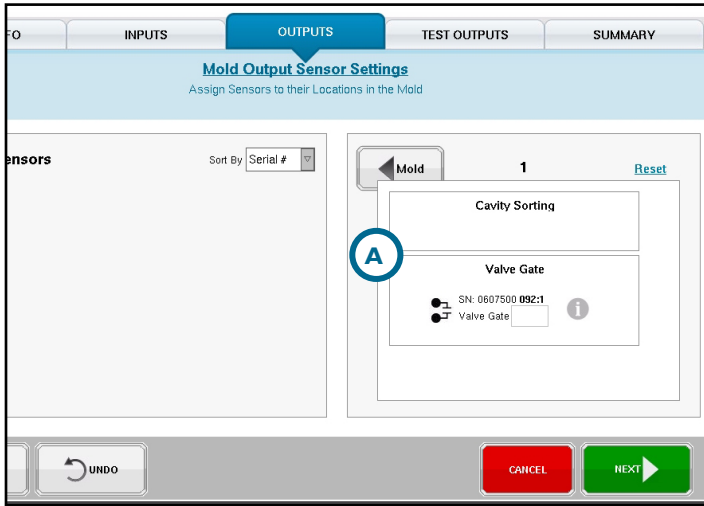 FO
INPUTS
OUTPUTS
TEST OUTPUTS
SUMMARY
Mold Output Sensor Settings
Assign Sensors to their Locations in the Mold
ensors
Sort By Serial #
Mold
1
Reset
Cavity Sorting
A
Valve Gate
SN: 0607500 092:1
Valve Gate
i
UNDO
CANCEL
NEXT